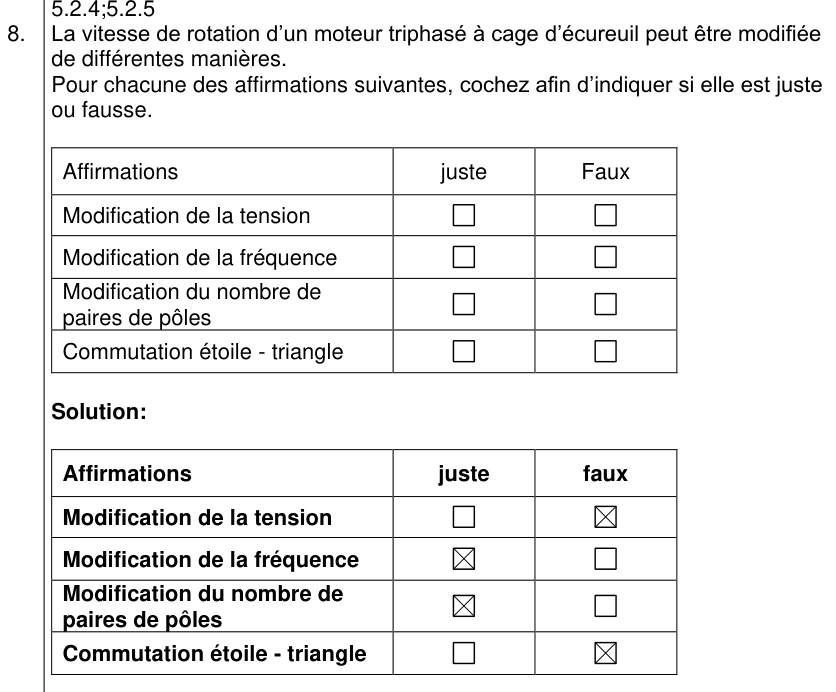 5.2.4;5.2.5
8. La vitesse de rotation d'un moteur triphasé à cage d'écureuil peut être modifiée
de différentes manières.
Pour chacune des affirmations suivantes, cochez afin d'indiquer si elle est juste
ou fausse.
Affirmations juste Faux
Modification de la tension ☐ ☐
Modification de la fréquence ☐ ☐
Modification du nombre de
paires de pôles ☐ ☐
Commutation étoile - triangle ☐ ☐
Solution:
Affirmations juste faux
Modification de la tension ☐ ☒
Modification de la fréquence ☒ ☐
Modification du nombre de
paires de pôles ☒ ☐
Commutation étoile - triangle ☐ ☒